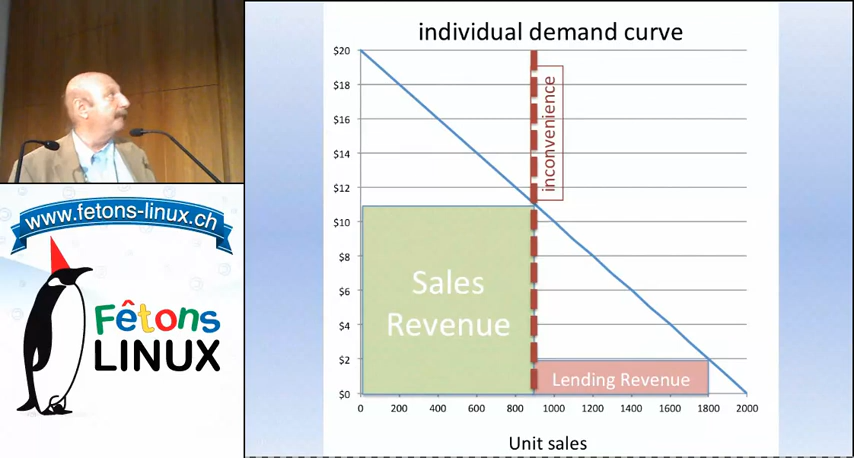 www.fetons-linux.ch
Fêtons
LINUX
individual demand curve
$20
$18
$16
$14
$12
$10
$8
$6
$4
$2
$0
inconvenience
Sales
Revenue
Lending Revenue
0 200 400 600 800 1000 1200 1400 1600 1800 2000
Unit sales